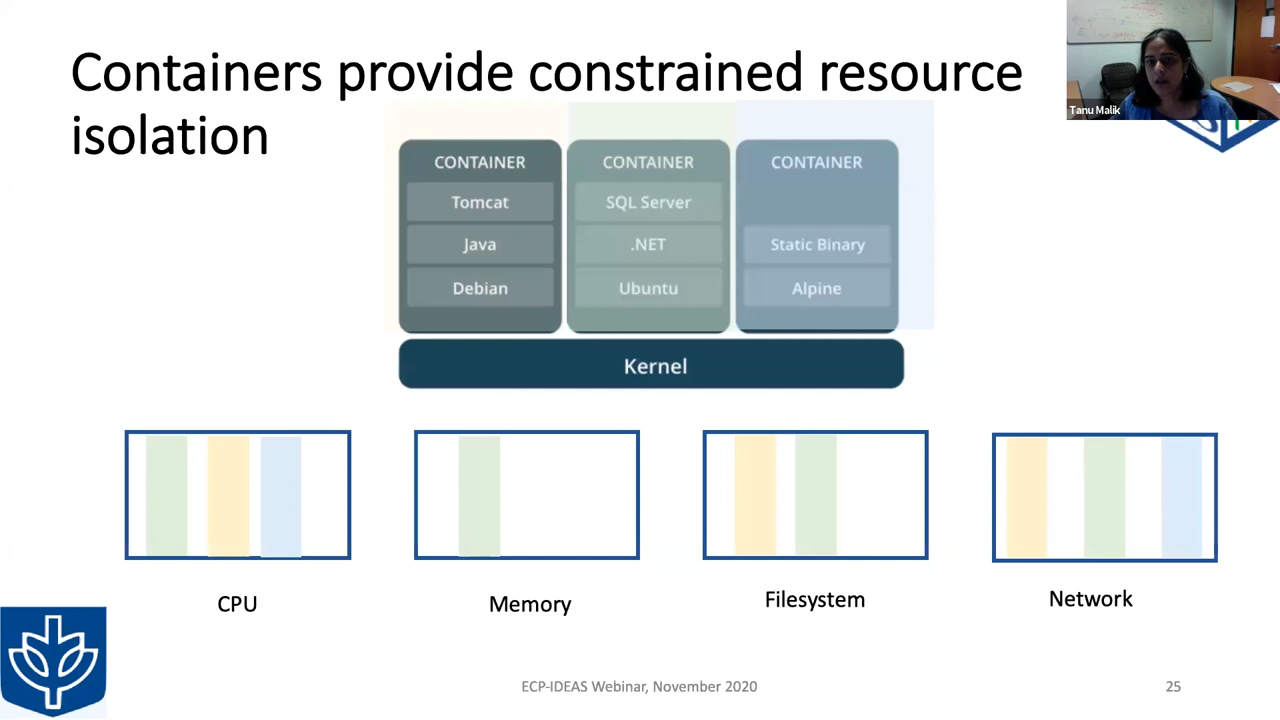 Containers provide constrained resource
isolation
Tanu Malik
CONTAINER
Tomcat
Java
Debian
CONTAINER
SQL Server
.NET
Ubuntu
CONTAINER
Static Binary
Alpine
Kernel
CPU
Memory
Filesystem
Network
ECP-IDEAS Webinar, November 2020
25